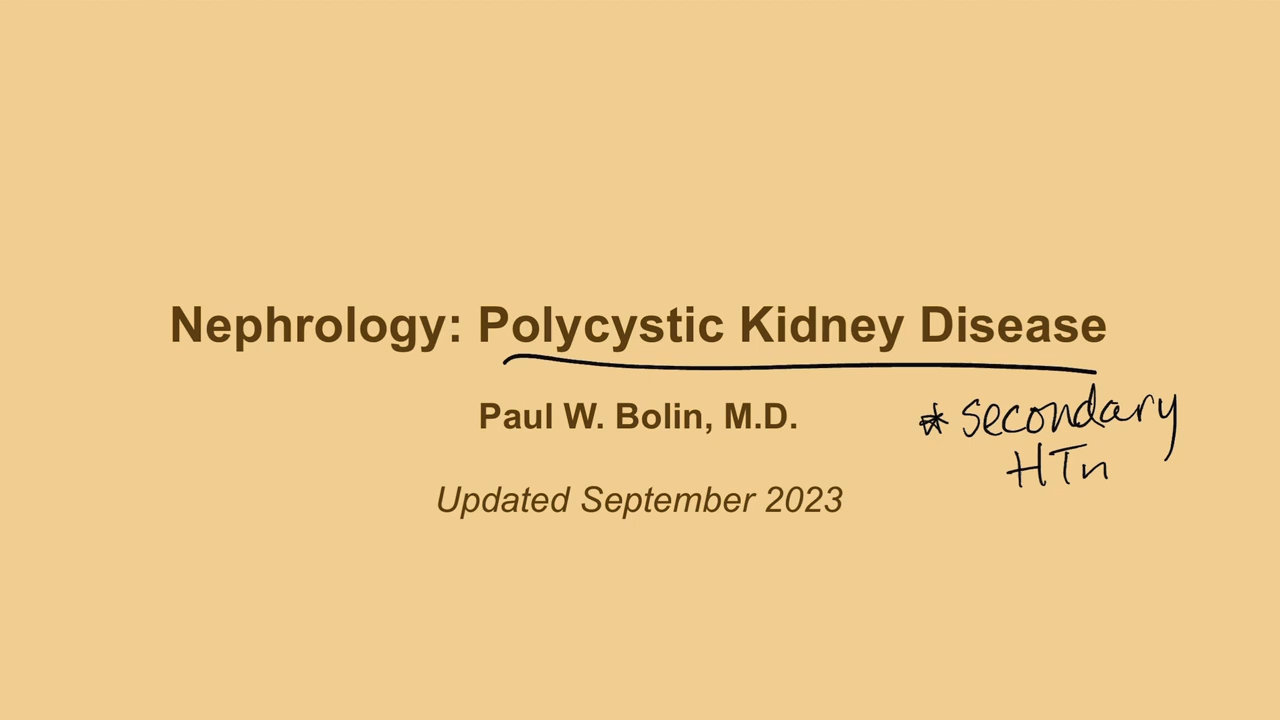 Nephrology: Polycystic Kidney Disease
Paul W. Bolin, M.D.
* secondary
HTn
Updated September 2023